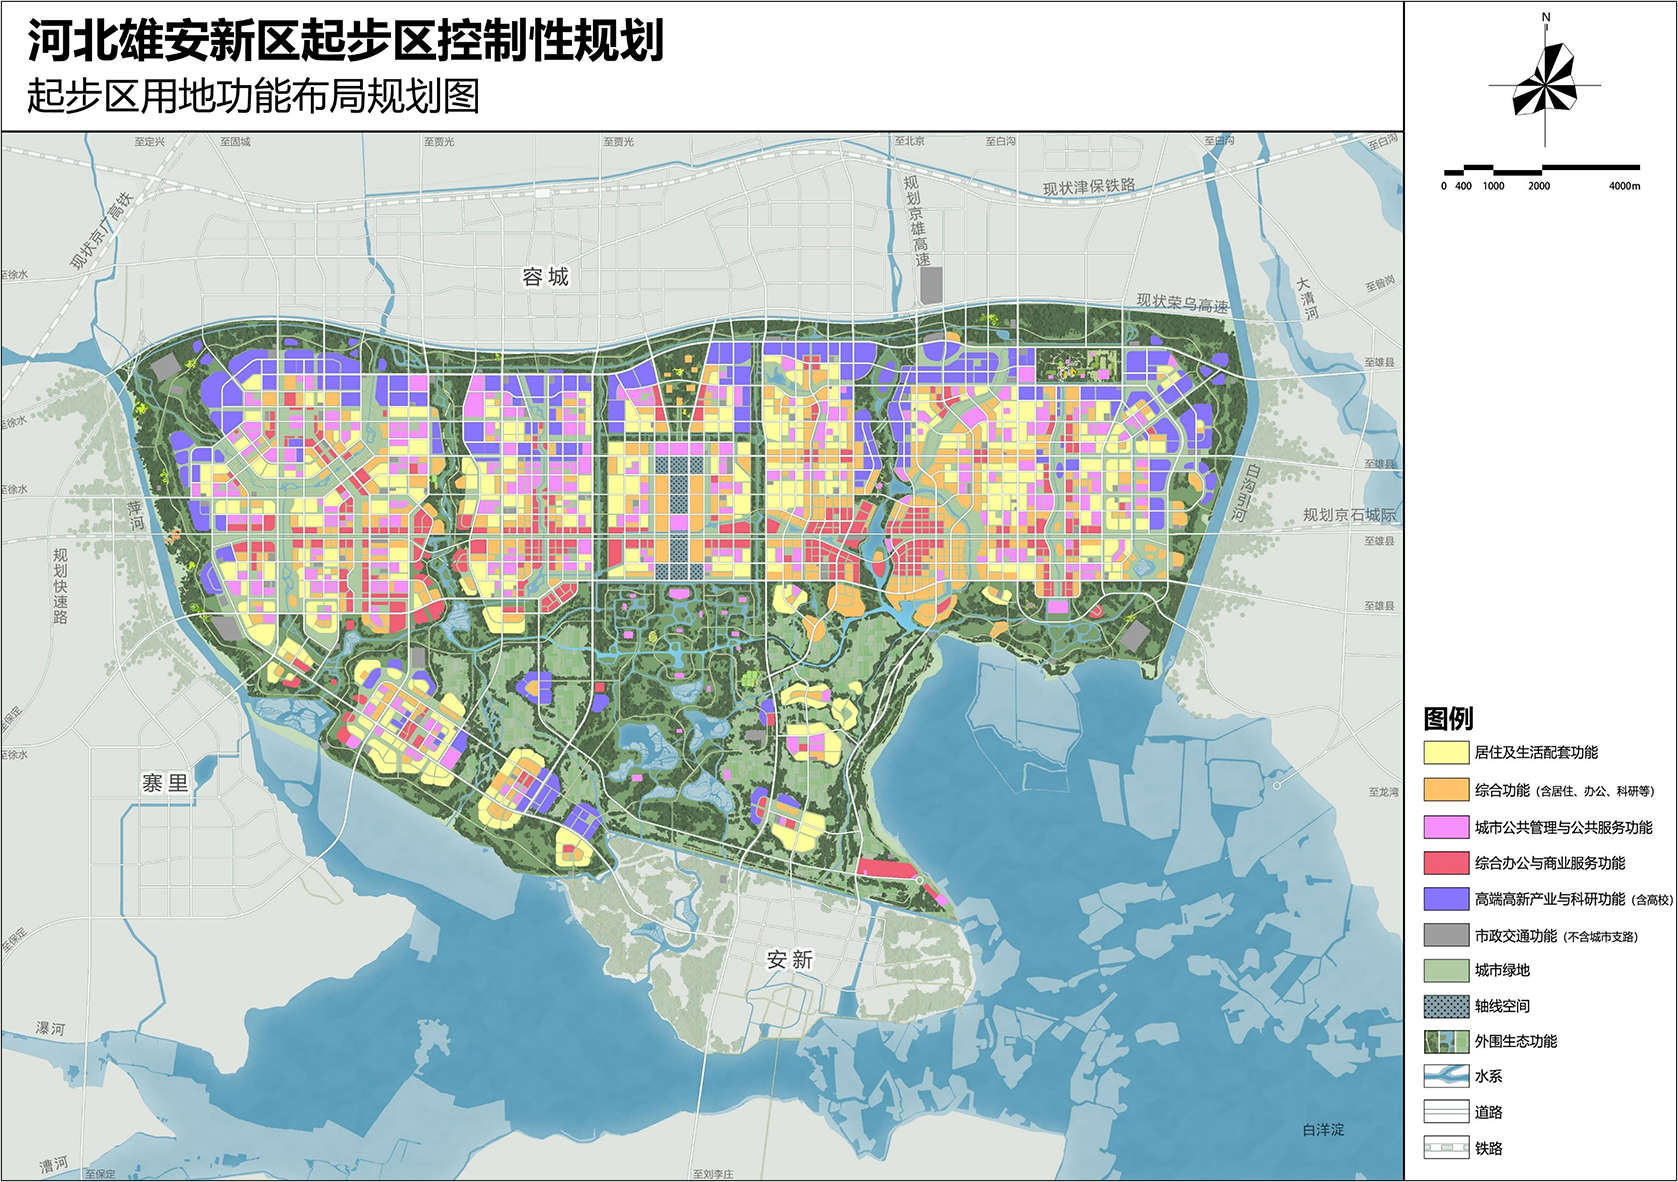 河北雄安新区起步区控制性规划
起步区用地功能布局规划图
N
0 400 1000 2000 4000m
至定兴
至固城
至贾光
至贾光
至北京
至白沟
至白沟
至白沟
现状京广高铁
规划京雄高速
现状津保铁路
至徐水
容城
现状荣乌高速
大清河
至昝岗
至雄县
至徐水
至雄县
至徐水
萍河
白沟引河
规划京石城际
至雄县
规划快速路
至雄县
至保定
至徐水
寨里
至龙湾
至保定
安新
瀑河
白洋淀
漕河
至保定
至刘李庄
图例
居住及生活配套功能
综合功能（含居住、办公、科研等）
城市公共管理与公共服务功能
综合办公与商业服务功能
高端高新产业与科研功能（含高校）
市政交通功能（不含城市支路）
城市绿地
轴线空间
外围生态功能
水系
道路
铁路